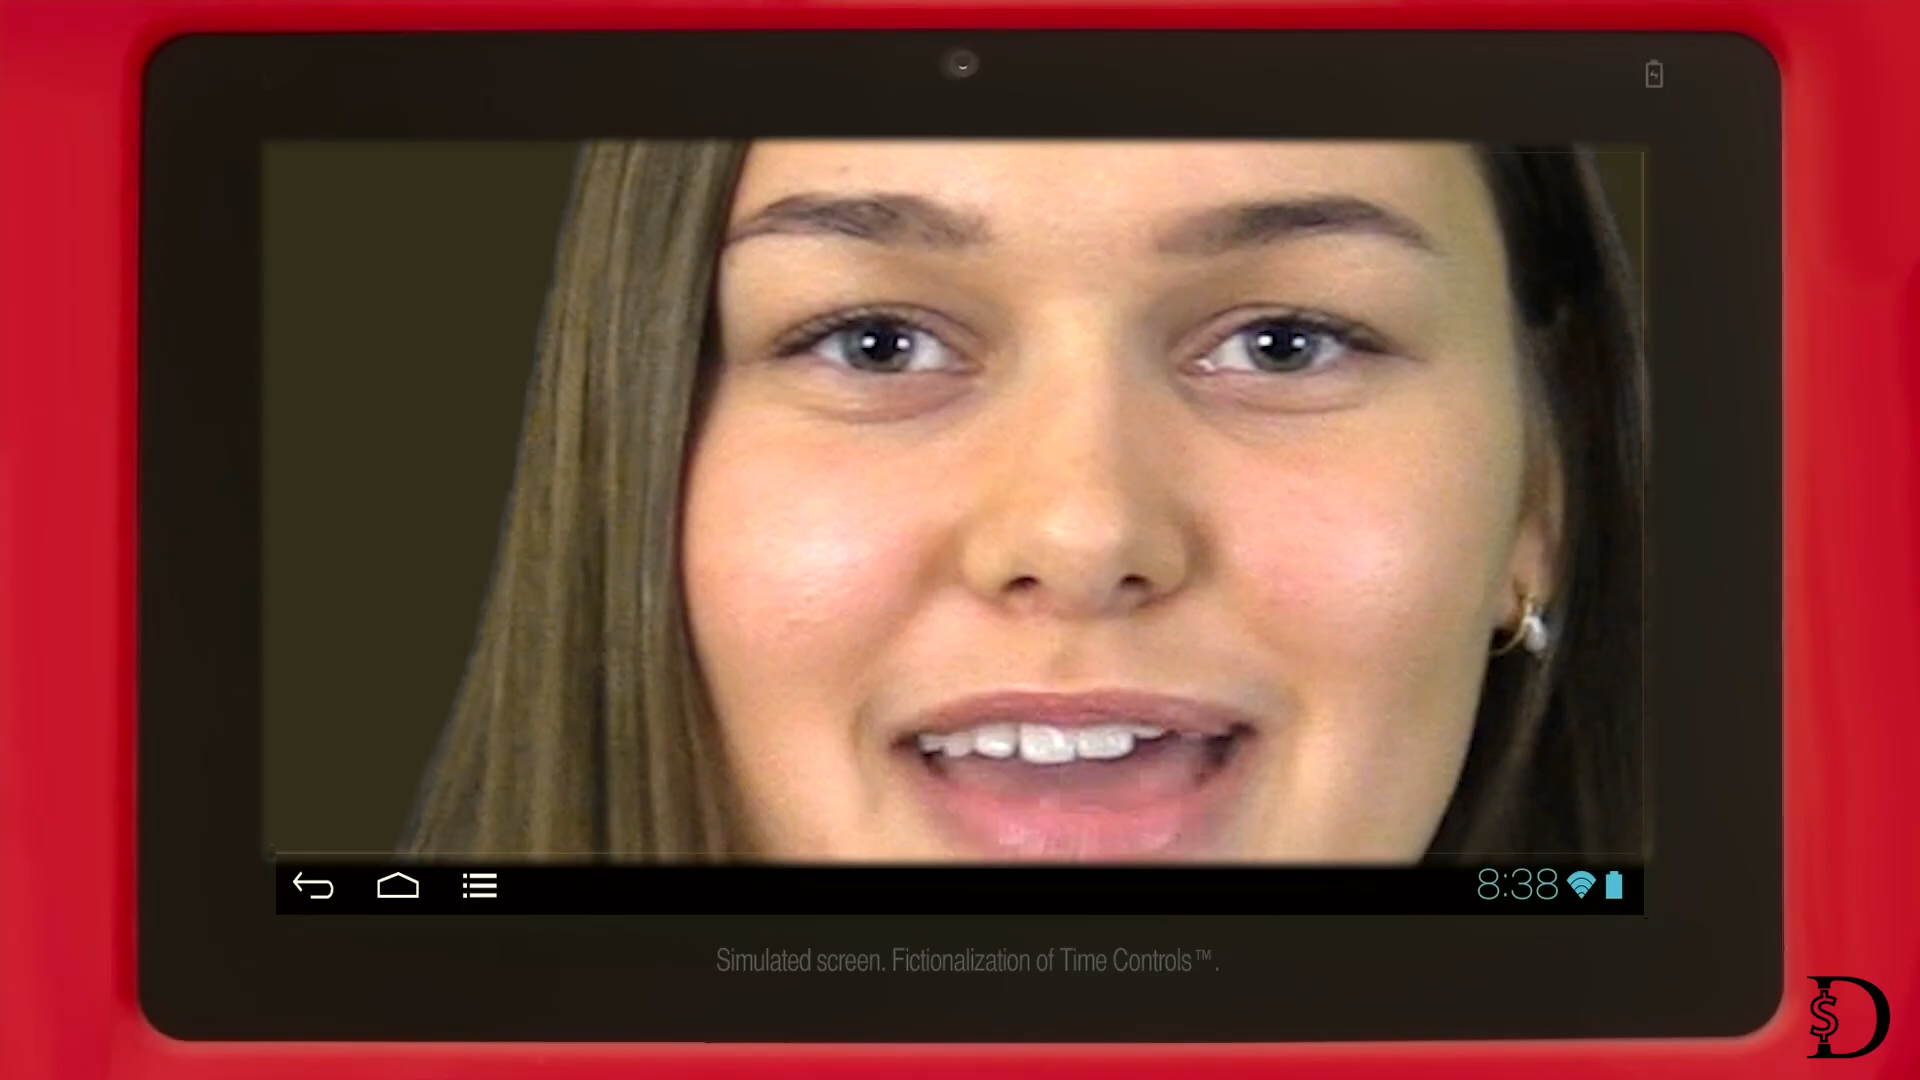 8:38
Simulated screen. Fictionalization of Time Controls™.
$D